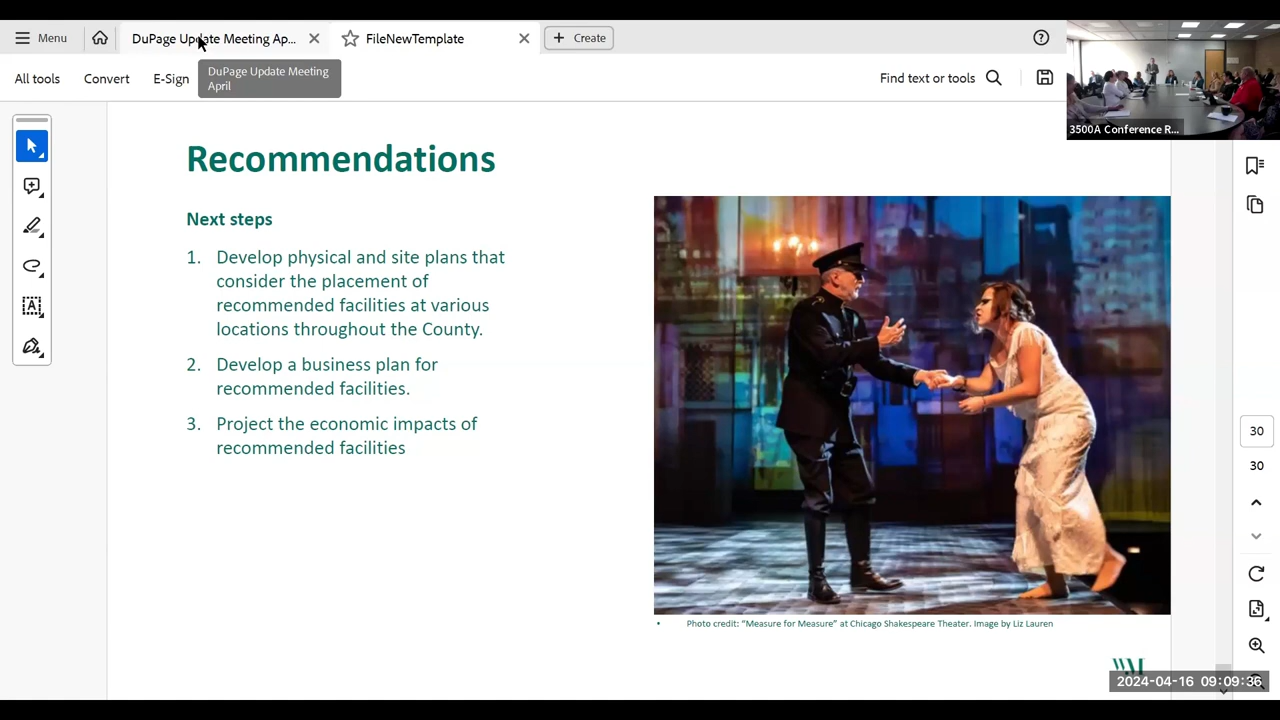 Menu
DuPage Update Meeting Ap...
FileNewTemplate
Create
All tools
Convert
E-Sign
DuPage Update Meeting
April
Find text or tools
3500A Conference R...
Recommendations
Next steps
1. Develop physical and site plans that
consider the placement of
recommended facilities at various
locations throughout the County.
2. Develop a business plan for
recommended facilities.
3. Project the economic impacts of
recommended facilities
30
30
• Photo credit: “Measure for Measure” at Chicago Shakespeare Theater. Image by Liz Lauren
WM
2024-04-16 09:09:36